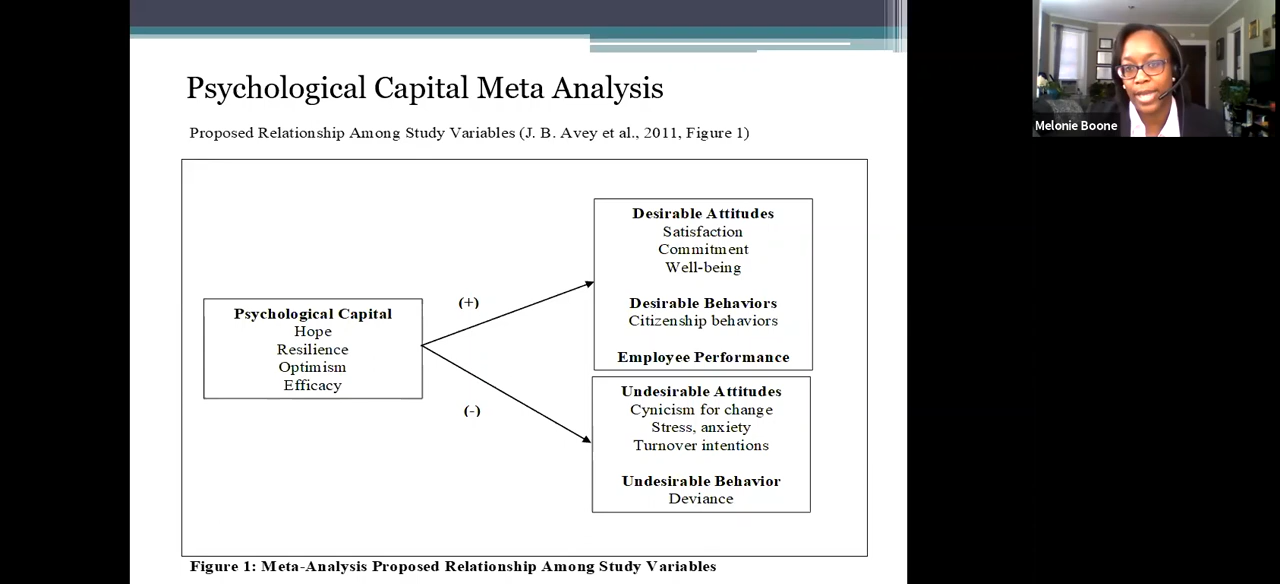 Psychological Capital Meta Analysis
Proposed Relationship Among Study Variables (J. B. Avey et al., 2011, Figure 1)
Psychological Capital
Hope
Resilience
Optimism
Efficacy
(+)
(-)
Desirable Attitudes
Satisfaction
Commitment
Well-being
Desirable Behaviors
Citizenship behaviors
Employee Performance
Undesirable Attitudes
Cynicism for change
Stress, anxiety
Turnover intentions
Undesirable Behavior
Deviance
Figure 1: Meta-Analysis Proposed Relationship Among Study Variables
Melonie Boone